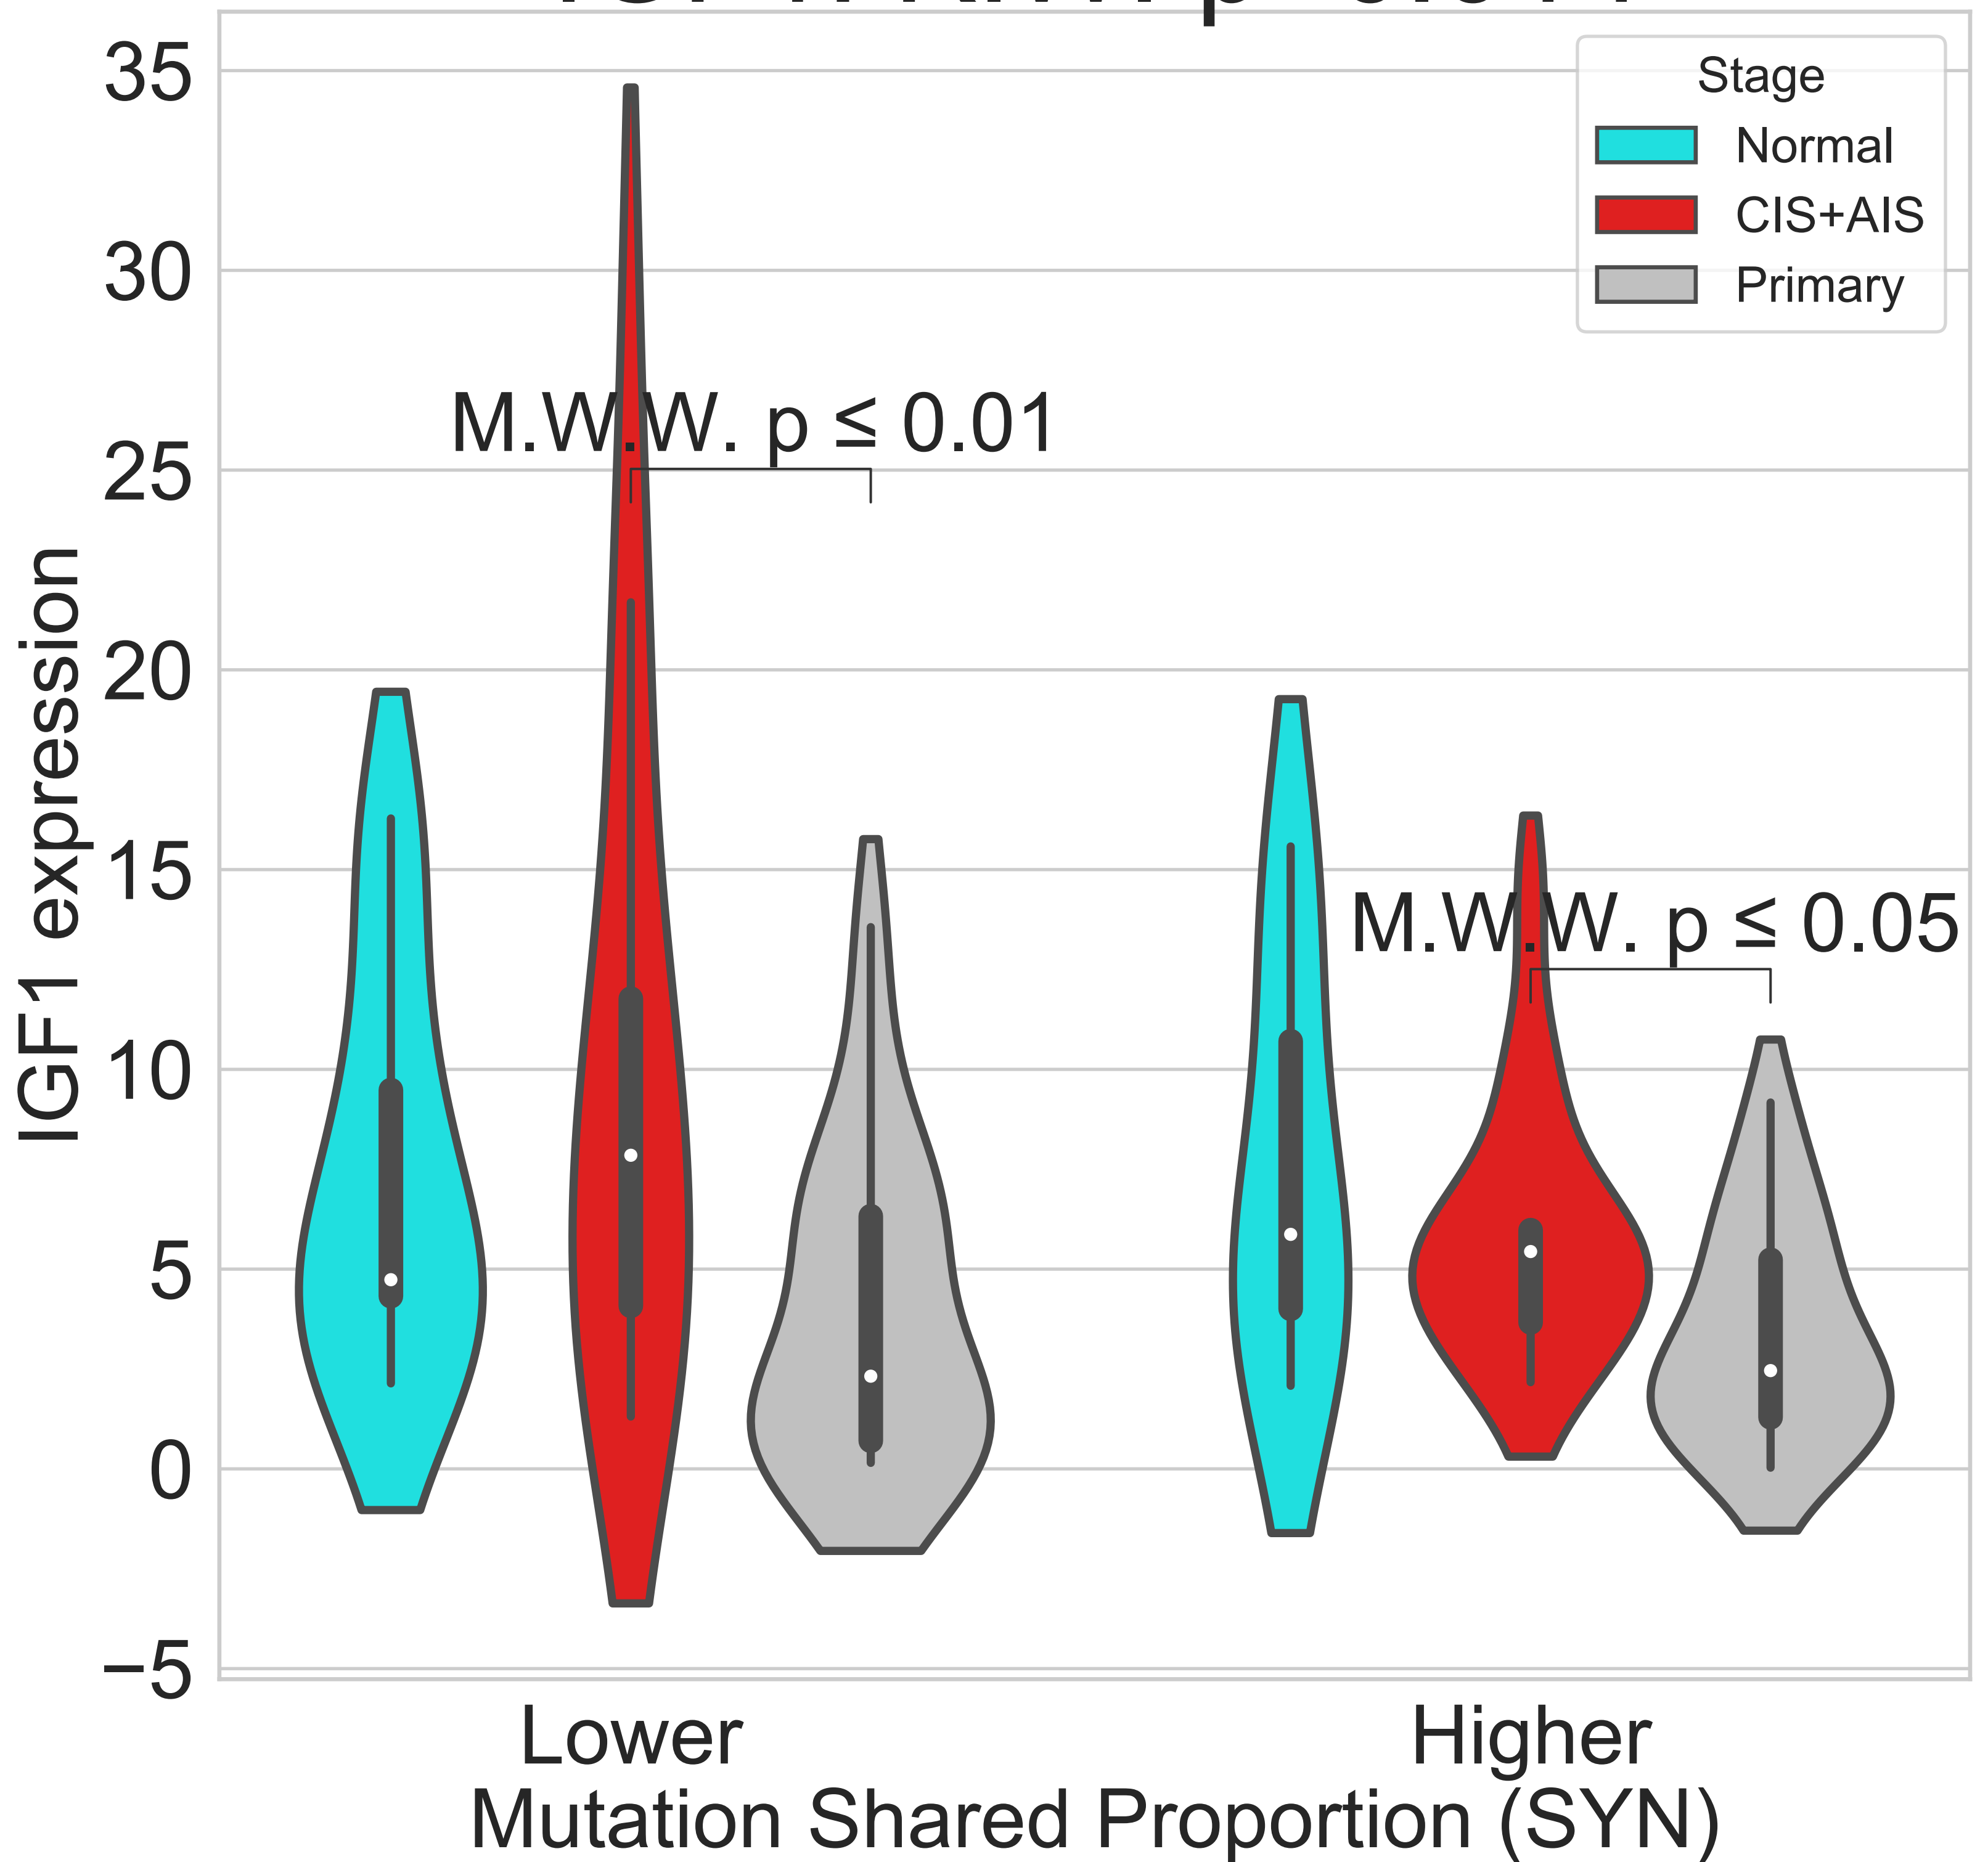 35
30
25
20
15
10
5
0
−5
IGF1 expression
Stage
Normal
CIS+AIS
Primary
M.W.W. p ≤ 0.01
M.W.W. p ≤ 0.05
Lower
Higher
Mutation Shared Proportion (SYN)